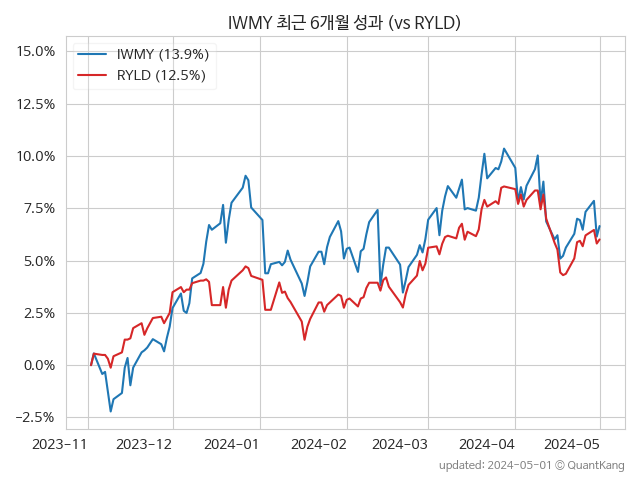 IWMY 최근 6개월 성과 (vs RYLD)
IWMY (13.9%)
RYLD (12.5%)
15.0%
12.5%
10.0%
7.5%
5.0%
2.5%
0.0%
−2.5%
2023−11 2023−12 2024−01 2024−02 2024−03 2024−04 2024−05
updated: 2024-05-01 © QuantKang